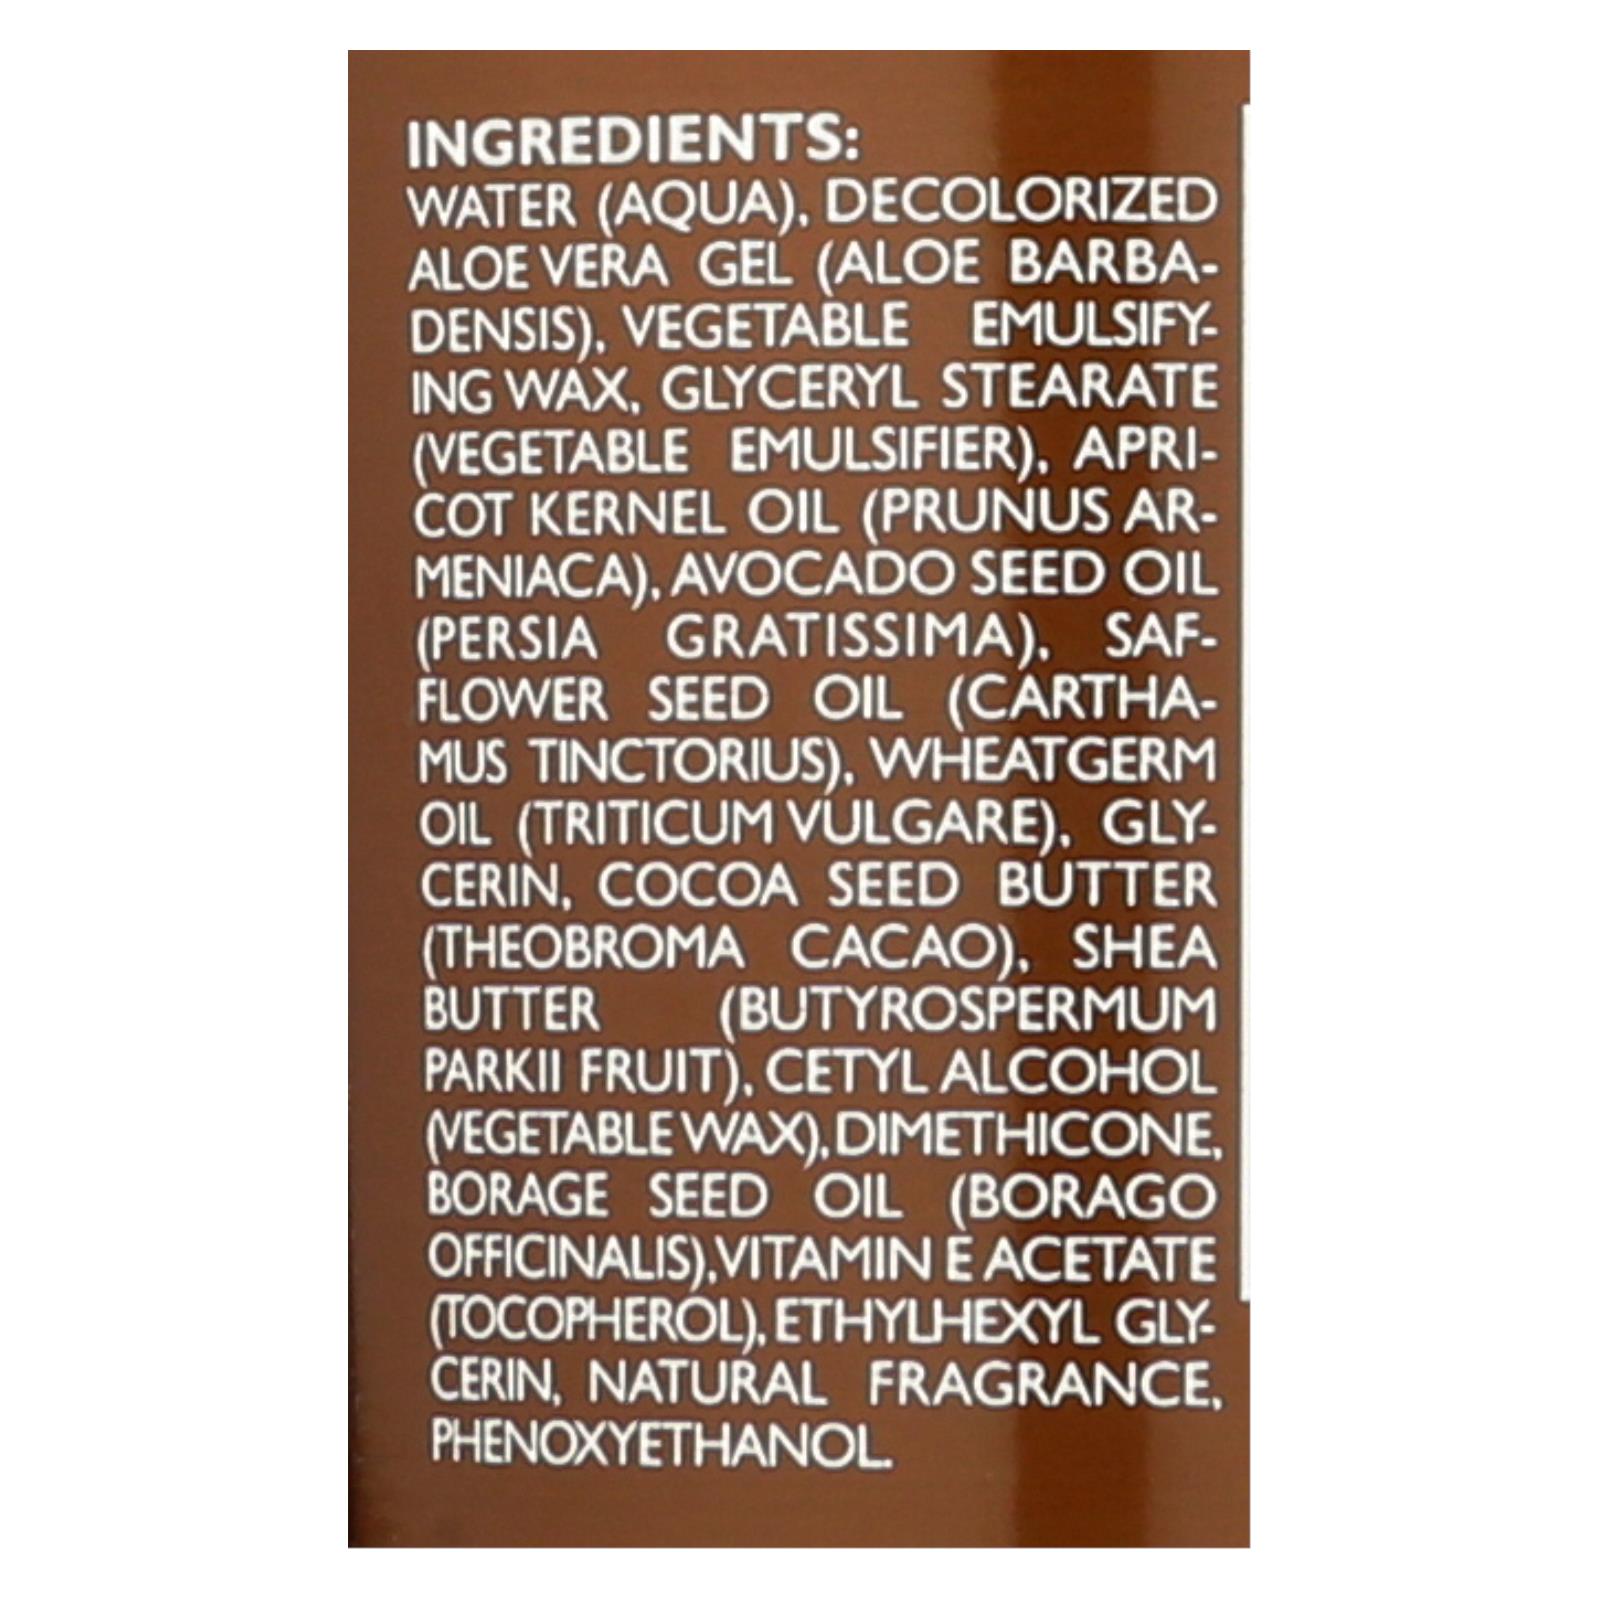 INGREDIENTS:
WATER (AQUA), DECOLORIZED
ALOE VERA GEL (ALOE BARBA-
DENSIS), VEGETABLE EMULSIFY-
ING WAX, GLYCERYL STEARATE
(VEGETABLE EMULSIFIER), APRI-
COT KERNEL OIL (PRUNUS AR-
MENIACA), AVOCADO SEED OIL
(PERSIA GRATISSIMA), SAF-
FLOWER SEED OIL (CARTHA-
MUS TINCTORIUS), WHEATGERM
OIL (TRITICUM VULGARE), GLY-
CERIN, COCOA SEED BUTTER
(THEOBROMA CACAO), SHEA
BUTTER (BUTYROSPERMUM
PARKII FRUIT), CETYL ALCOHOL
(VEGETABLE WAX), DIMETHICONE,
BORAGE SEED OIL (BORAGO
OFFICINALIS), VITAMIN E ACETATE
(TOCOPHEROL), ETHYLHEXYL GLY-
CERIN, NATURAL FRAGRANCE,
PHENOXYETHANOL.